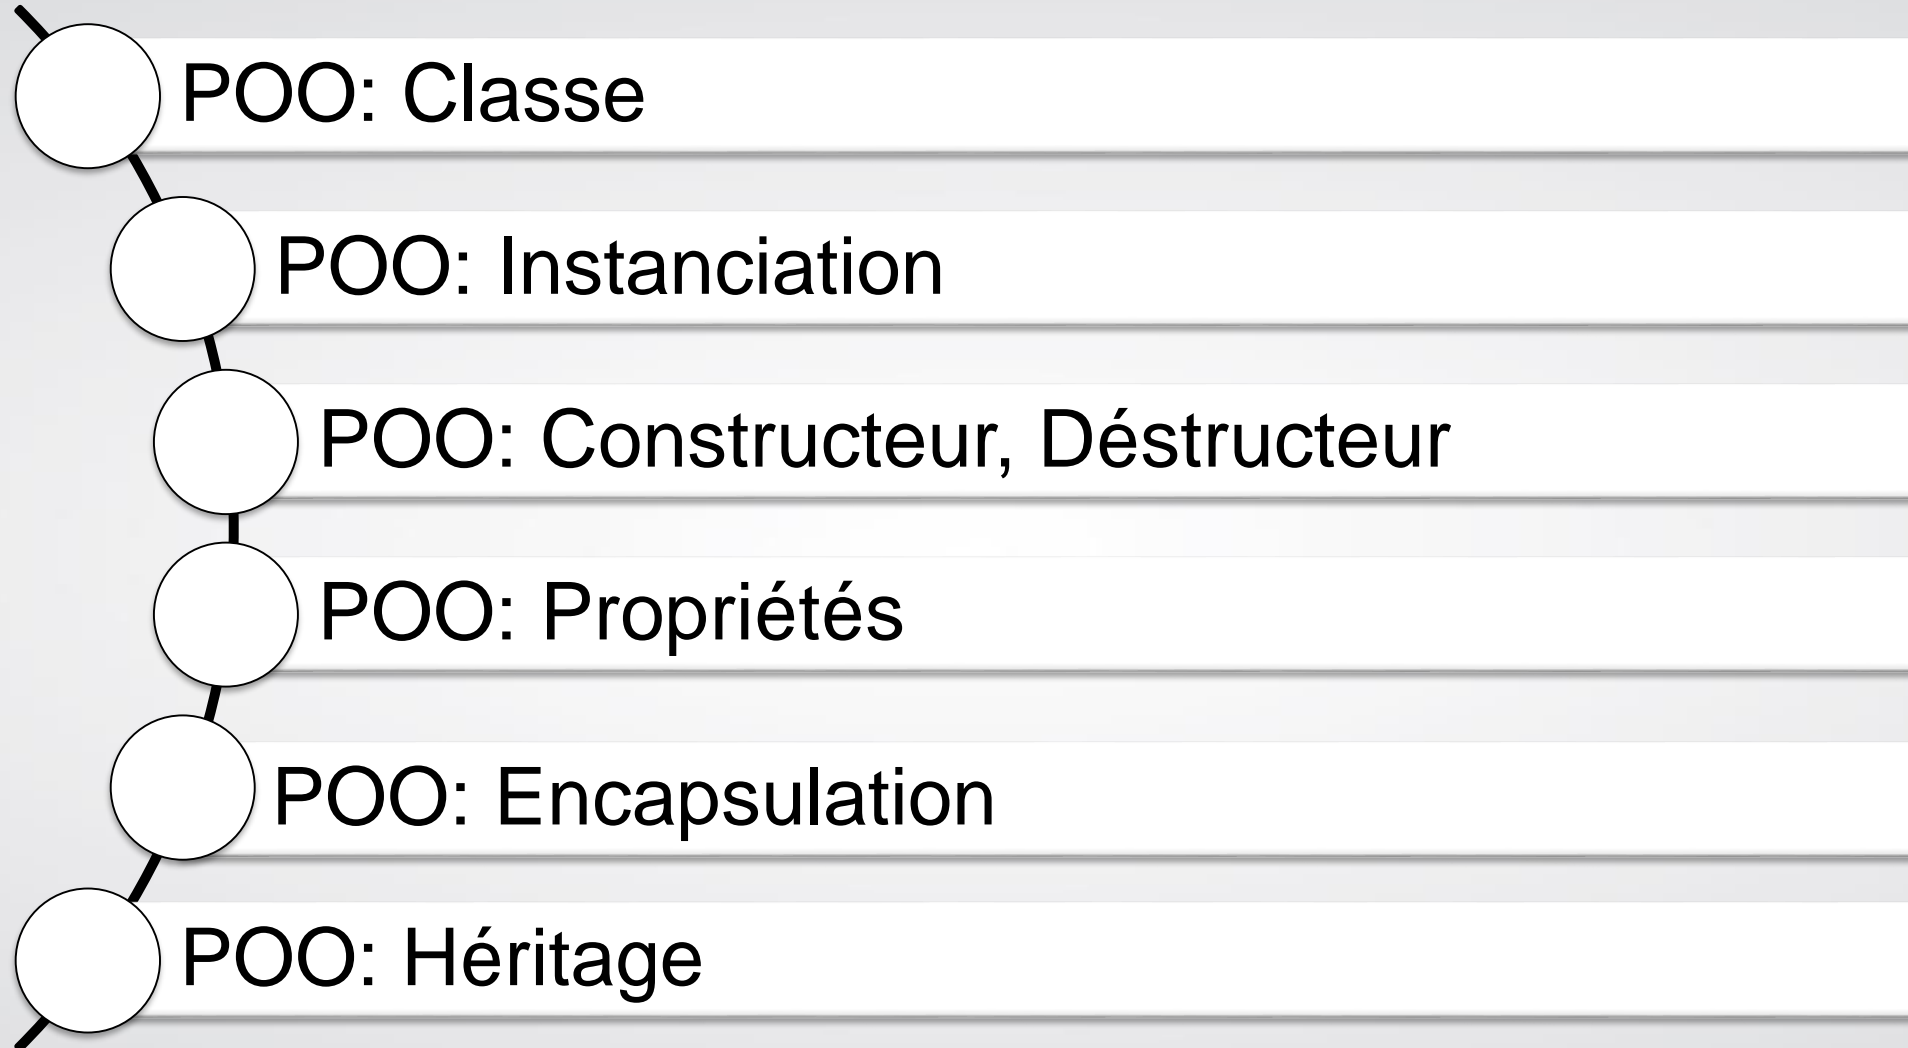 POO: Classe
POO: Instanciation
POO: Constructeur, Déstructeur
POO: Propriétés
POO: Encapsulation
POO: Héritage